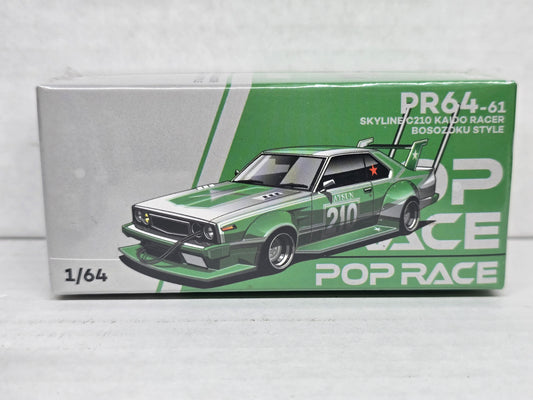 PR64-61
SKYLINE C210 KAIDO RACER
BOSOZOKU STYLE
210
POP
RACE
1/64
POP RACE